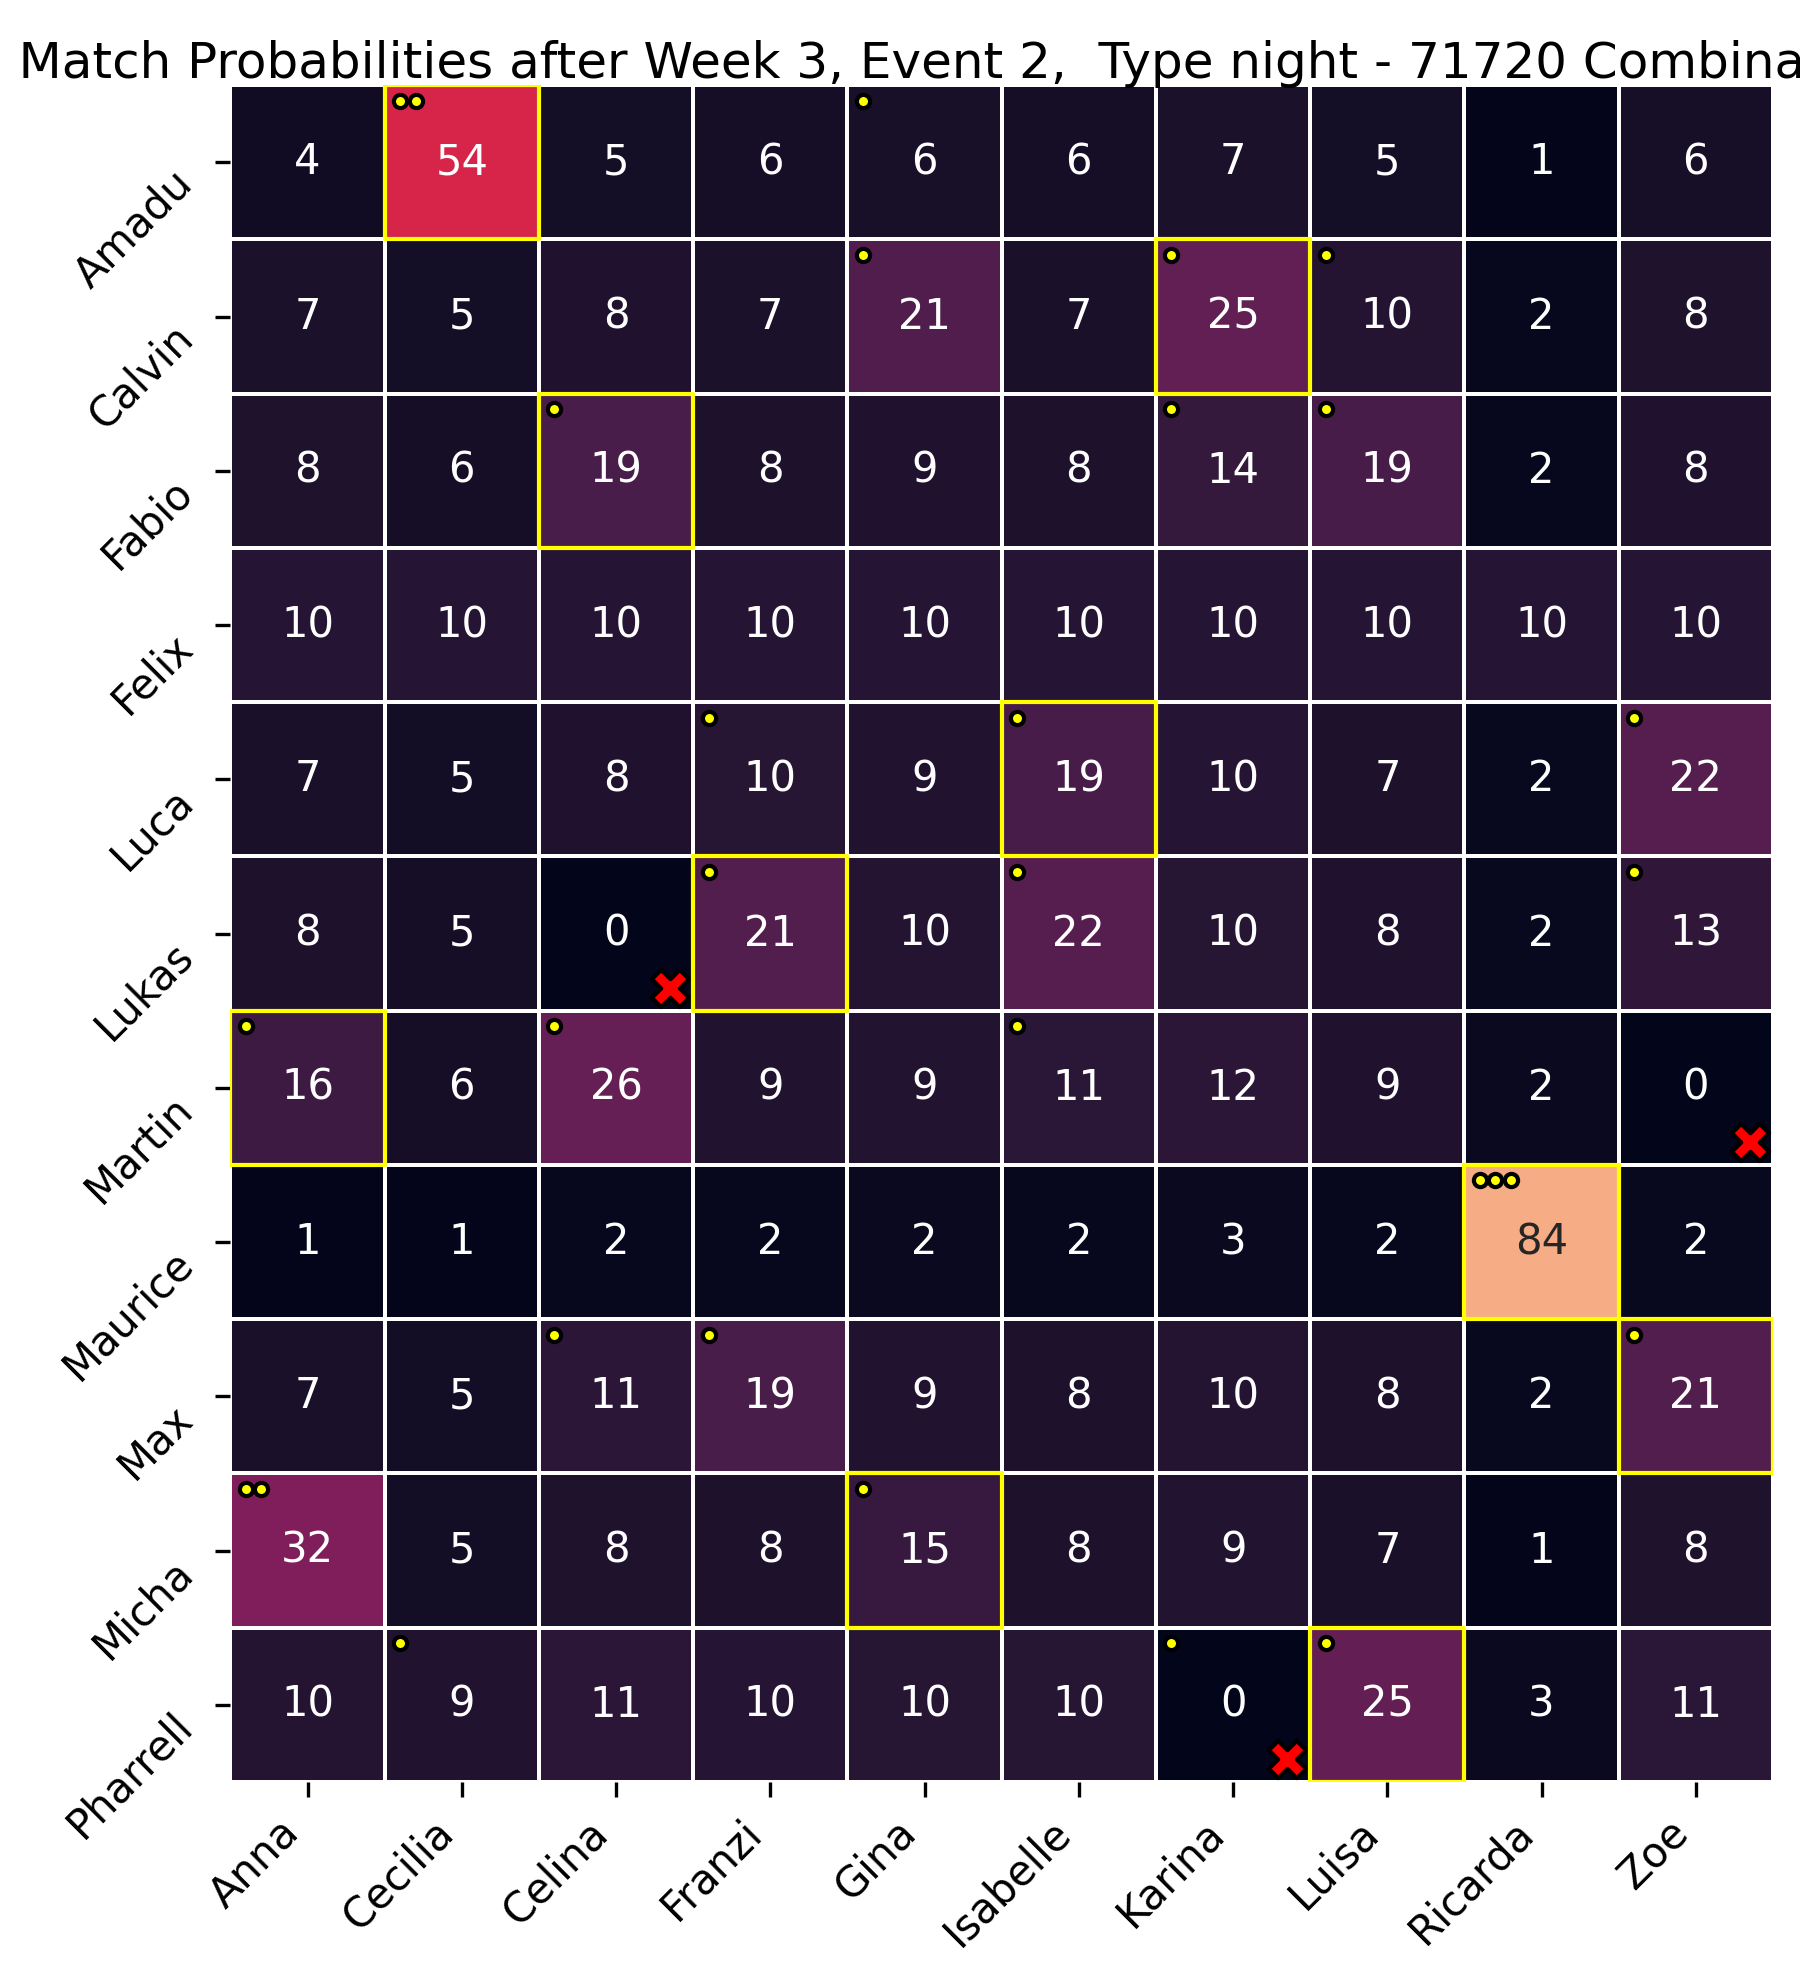 Match Probabilities after Week 3, Event 2,  Type night - 71720 Combina
Amadu 4 54 5 6 6 6 7 5 1 6
Calvin 7 5 8 7 21 7 25 10 2 8
Fabio 8 6 19 8 9 8 14 19 2 8
Felix 10 10 10 10 10 10 10 10 10 10
Luca 7 5 8 10 9 19 10 7 2 22
Lukas 8 5 0 21 10 22 10 8 2 13
Martin 16 6 26 9 9 11 12 9 2 0
Maurice 1 1 2 2 2 2 3 2 84 2
Max 7 5 11 19 9 8 10 8 2 21
Micha 32 5 8 8 15 8 9 7 1 8
Pharrell 10 9 11 10 10 10 0 25 3 11
Anna Cecilia Celina Franzi Gina Isabelle Karina Luisa Ricarda Zoe